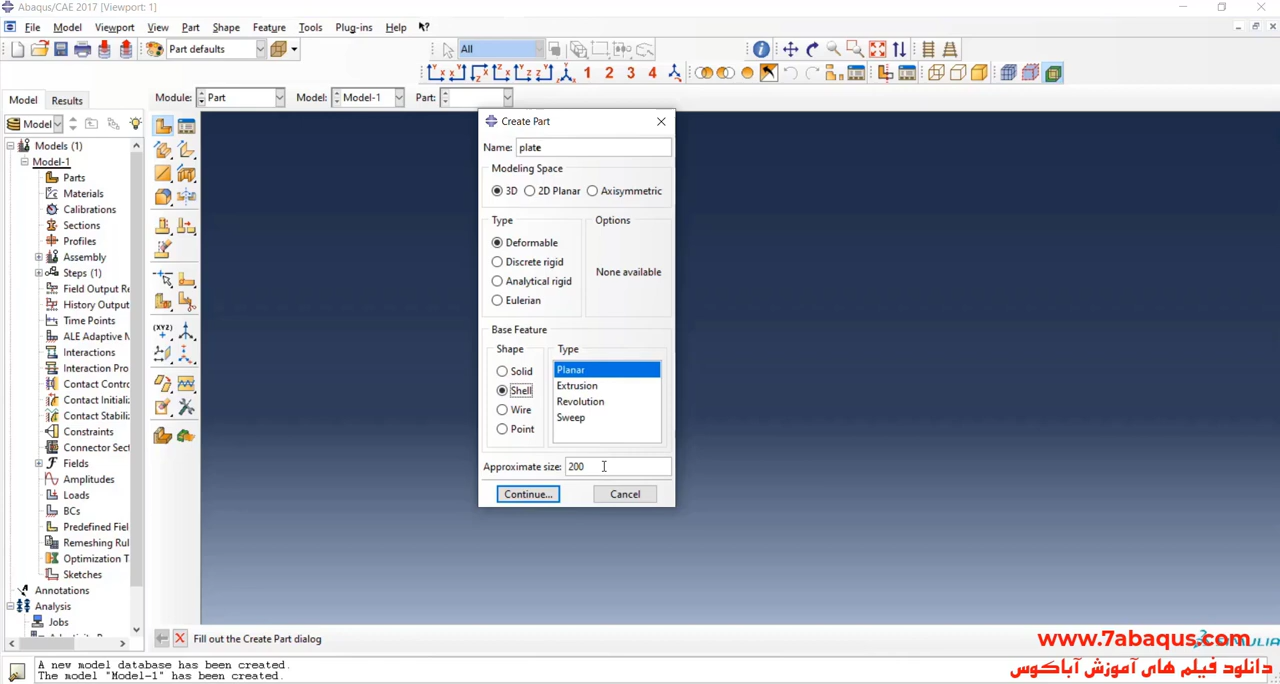 Abaqus/CAE 2017 [Viewport: 1]
File Model Viewport View Part Shape Feature Tools Plug-ins Help
Part defaults All
1 2 3 4
Model Results Module: Part Model: Model-1 Part:
Model
Models (1)
Model-1
Parts
Materials
Calibrations
Sections
Profiles
Assembly
Steps (1)
Field Output Re
History Output
Time Points
ALE Adaptive M
Interactions
Interaction Pro
Contact Contro
Contact Initializ
Contact Stabiliz
Constraints
Connector Sect
Fields
Amplitudes
Loads
BCs
Predefined Fiel
Remeshing Rul
Optimization T
Sketches
Annotations
Analysis
Jobs
(XYZ)
Create Part
Name: plate
Modeling Space
3D 2D Planar Axisymmetric
Type
Deformable
Discrete rigid
Analytical rigid
Eulerian
Options
None available
Base Feature
Shape
Solid
Shell
Wire
Point
Type
Planar
Extrusion
Revolution
Sweep
Approximate size: 200
Continue... Cancel
Fill out the Create Part dialog
www.7abaqus.com
دانلود فیلم های آموزش آباکوس
A new model database has been created.
The model "Model-1" has been created.